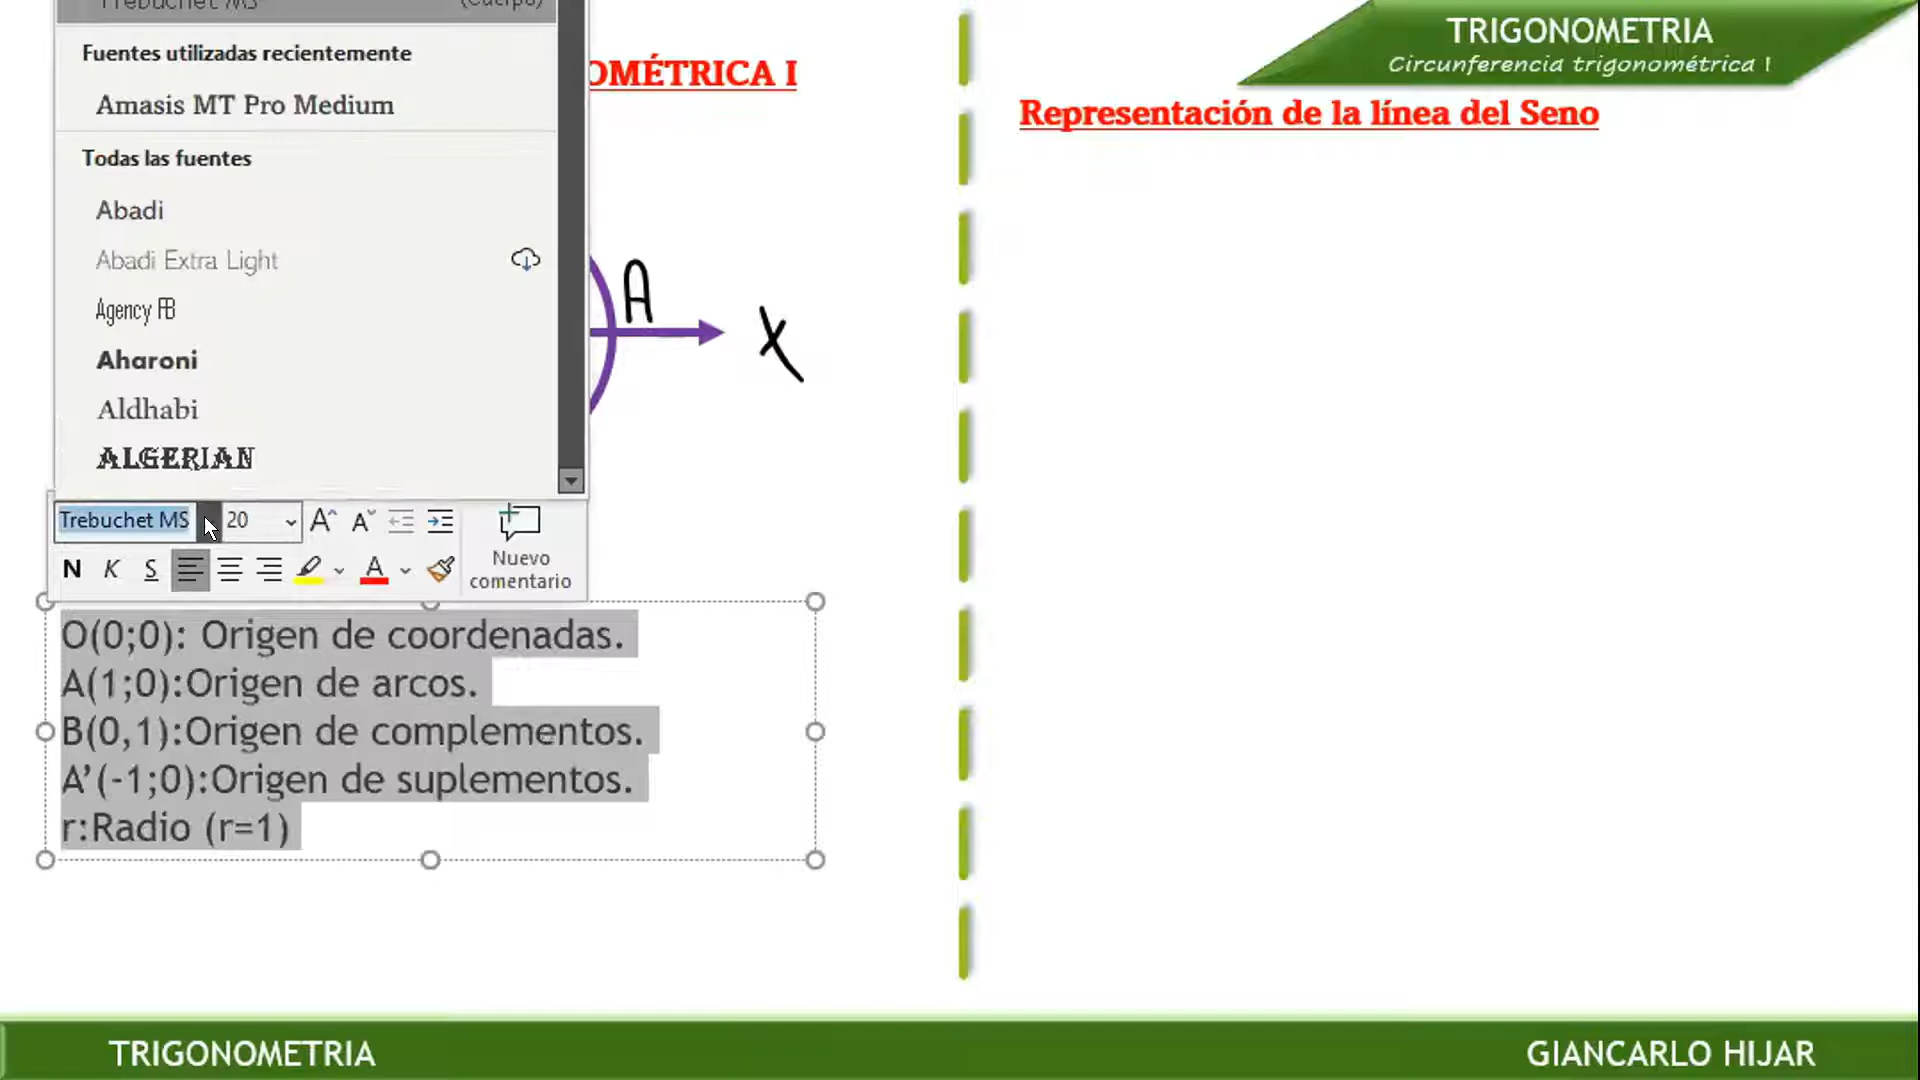 Trebuchet MS (Cuerpo)
Fuentes utilizadas recientemente
Amasis MT Pro Medium
Todas las fuentes
Abadi
Abadi Extra Light
Agency FB
Aharoni
Aldhabi
ALGERIAN
Trebuchet MS 20 A A
N K S A
Nuevo
comentario
OMÉTRICA I
A
X
O(0;0): Origen de coordenadas.
A(1;0):Origen de arcos.
B(0,1):Origen de complementos.
A’(-1;0):Origen de suplementos.
r:Radio (r=1)
TRIGONOMETRIA
Circunferencia trigonométrica I
Representación de la línea del Seno
TRIGONOMETRIA
GIANCARLO HIJAR